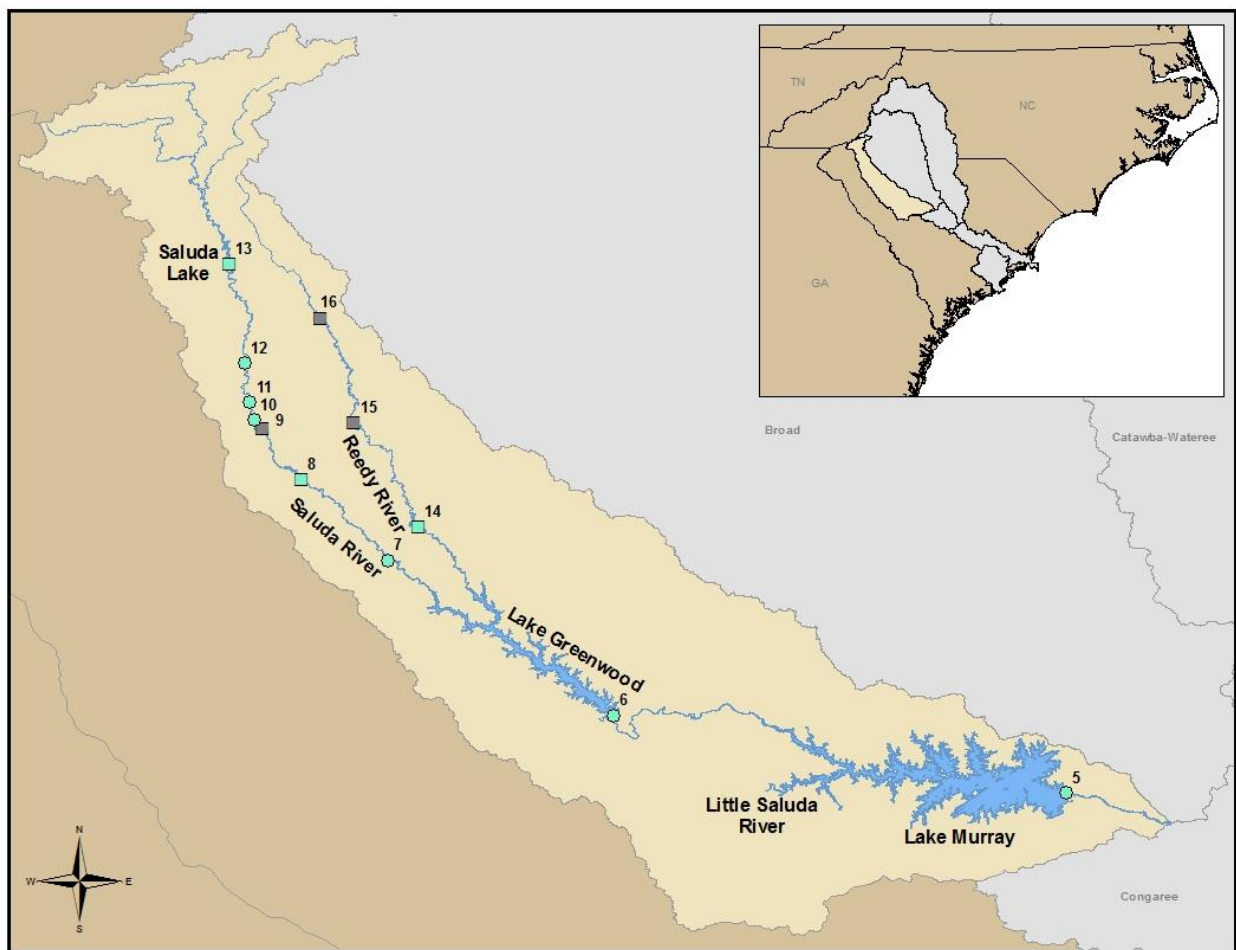 TN
NC
GA
Saluda
Lake
13
16
12
11
10
9
15
Reedy River
8
14
Saluda River
7
Lake Greenwood
6
5
Little Saluda
River
Lake Murray
Broad
Catawba-Wateree
Congaree
N
W
E
S